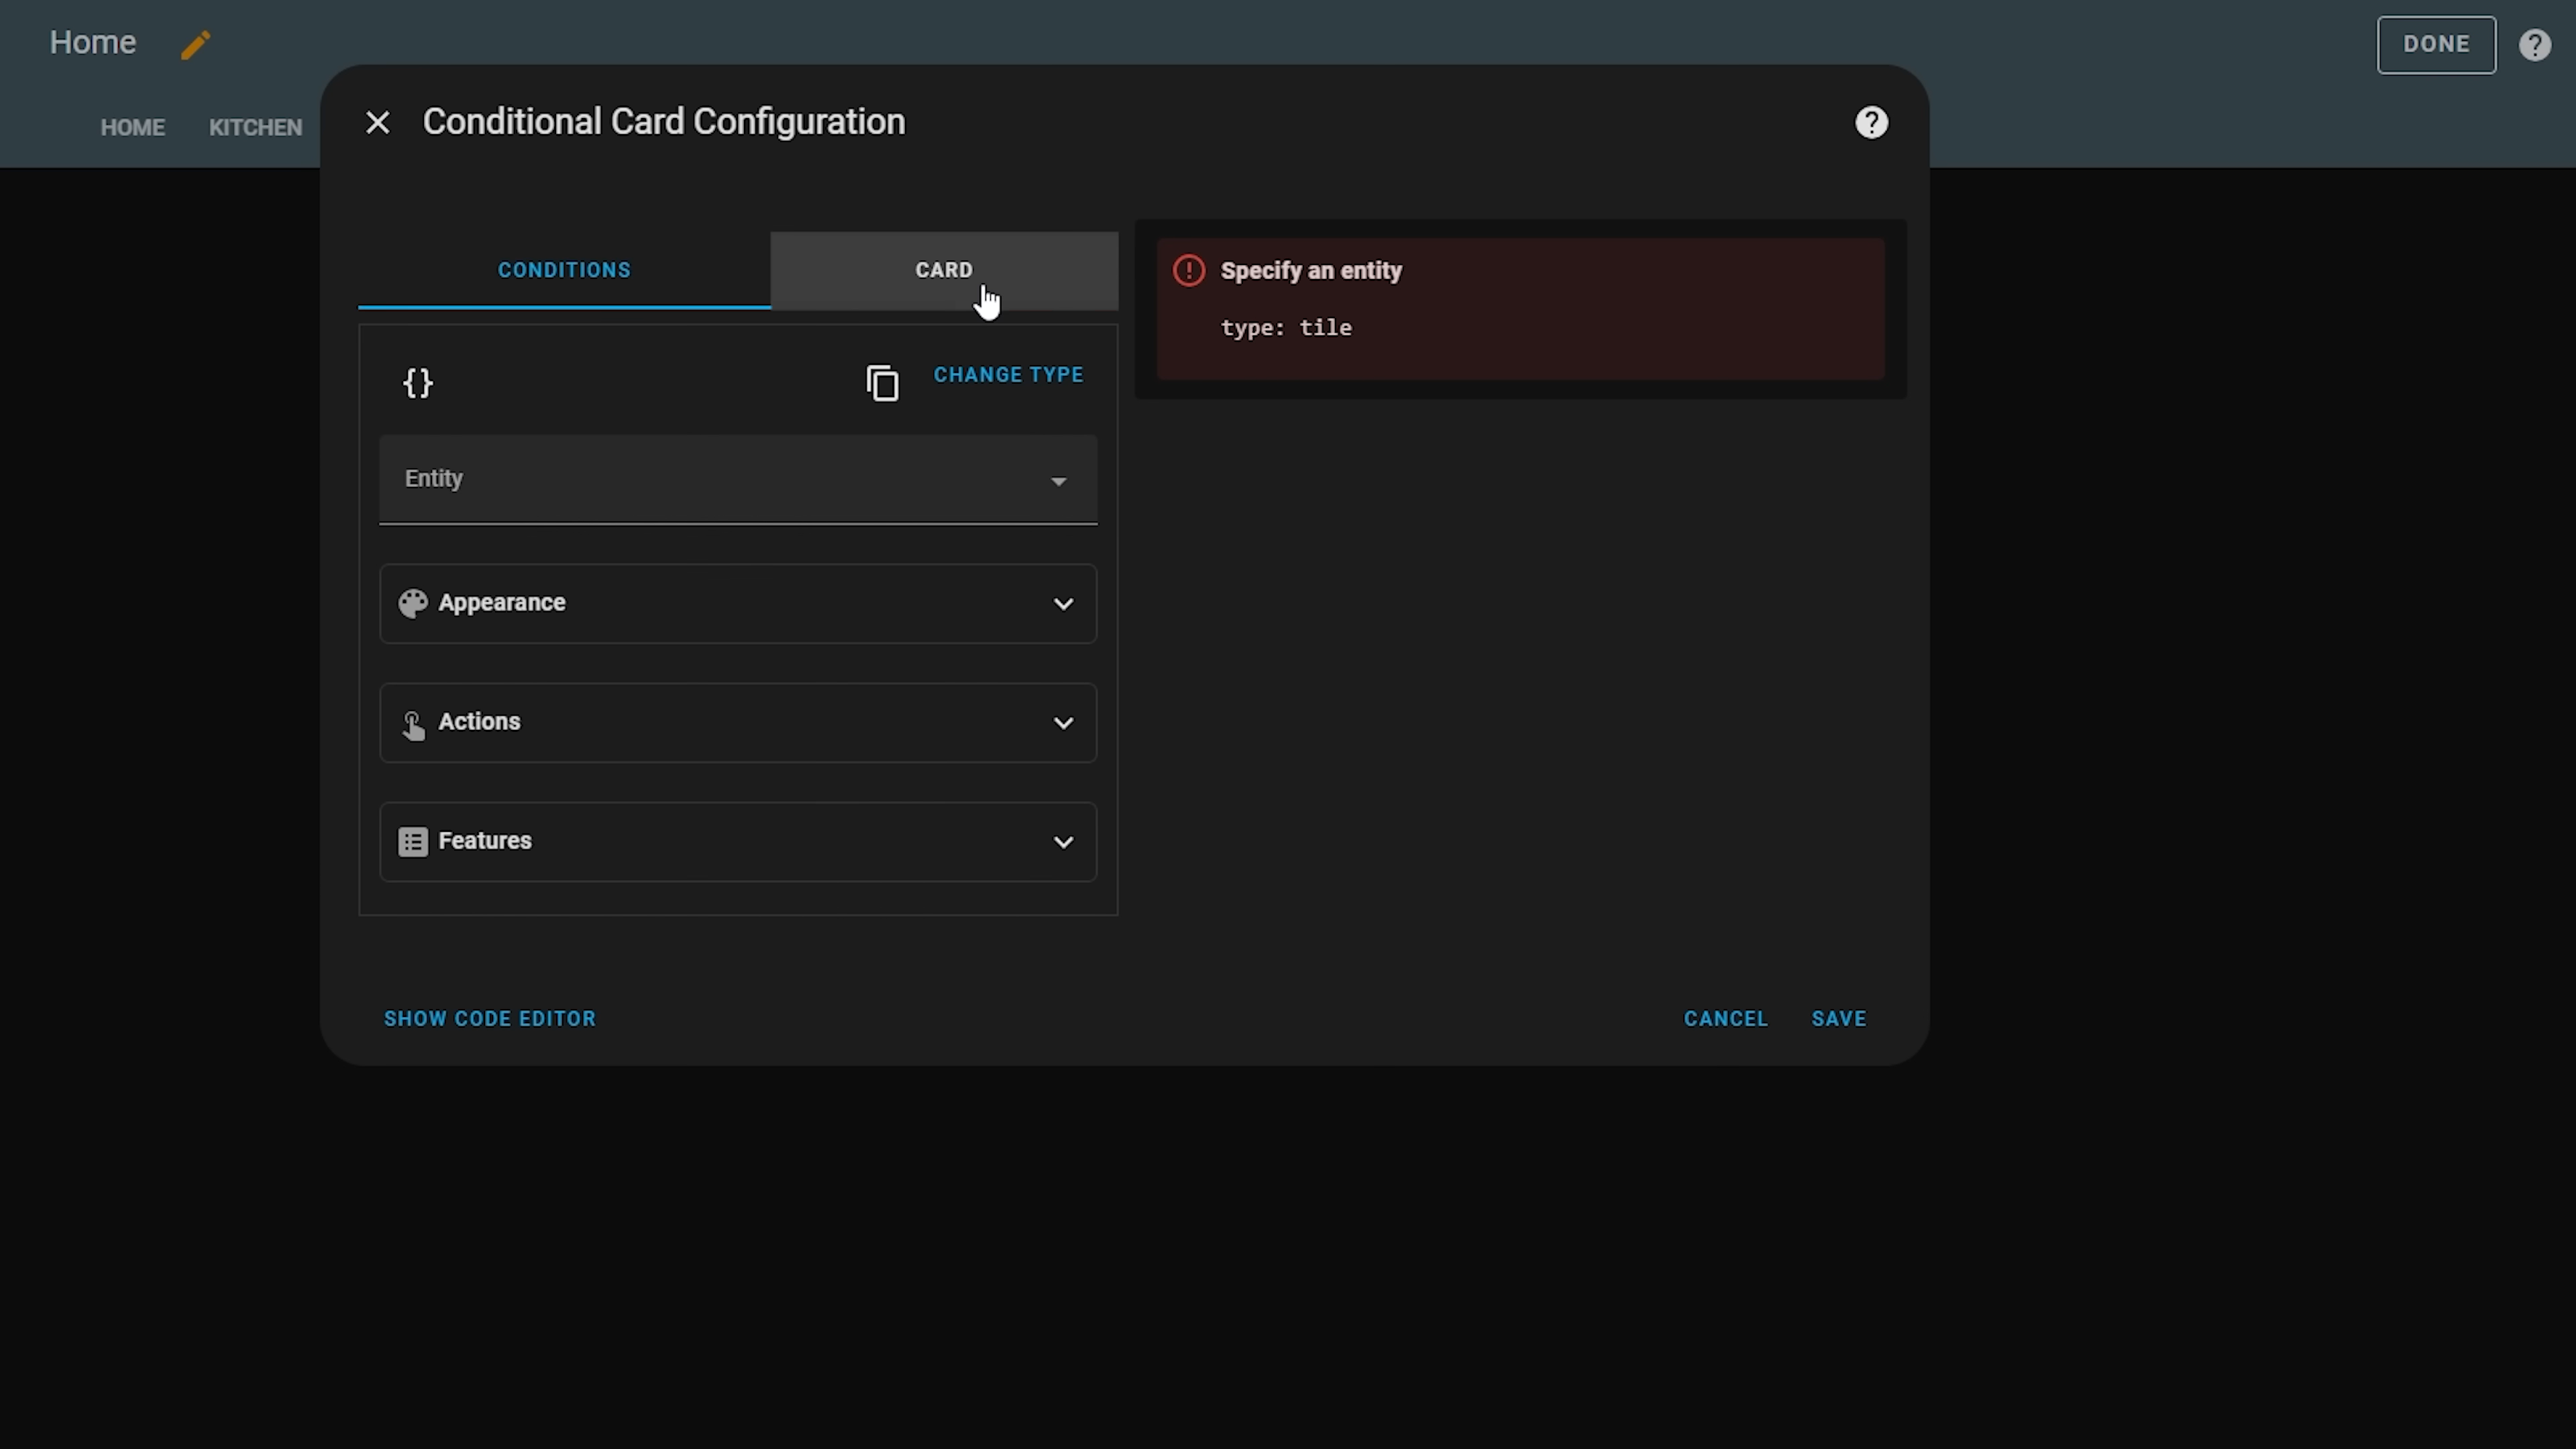 Home
DONE
HOME KITCHEN
Conditional Card Configuration
CONDITIONS
CARD
{}
CHANGE TYPE
Specify an entity
type: tile
Entity
Appearance
Actions
Features
SHOW CODE EDITOR
CANCEL
SAVE